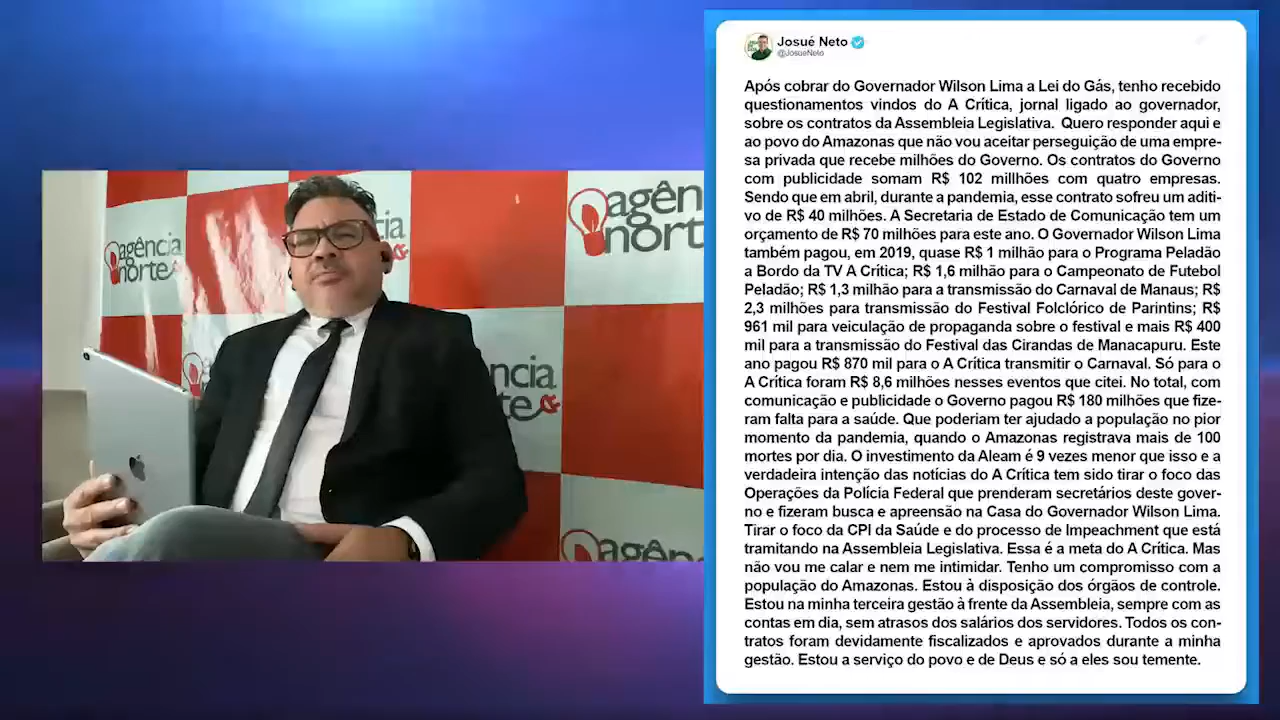 Josué Neto
@JosueNeto
Após cobrar do Governador Wilson Lima a Lei do Gás, tenho recebido
questionamentos vindos do A Crítica, jornal ligado ao governador,
sobre os contratos da Assembleia Legislativa. Quero responder aqui e
ao povo do Amazonas que não vou aceitar perseguição de uma empre-
sa privada que recebe milhões do Governo. Os contratos do Governo
com publicidade somam R$ 102 millhões com quatro empresas.
Sendo que em abril, durante a pandemia, esse contrato sofreu um aditi-
vo de R$ 40 milhões. A Secretaria de Estado de Comunicação tem um
orçamento de R$ 70 milhões para este ano. O Governador Wilson Lima
também pagou, em 2019, quase R$ 1 milhão para o Programa Peladão
a Bordo da TV A Crítica; R$ 1,6 milhão para o Campeonato de Futebol
Peladão; R$ 1,3 milhão para a transmissão do Carnaval de Manaus; R$
2,3 milhões para transmissão do Festival Folclórico de Parintins; R$
961 mil para veiculação de propaganda sobre o festival e mais R$ 400
mil para a transmissão do Festival das Cirandas de Manacapuru. Este
ano pagou R$ 870 mil para o A Crítica transmitir o Carnaval. Só para o
A Crítica foram R$ 8,6 milhões nesses eventos que citei. No total, com
comunicação e publicidade o Governo pagou R$ 180 milhões que fize-
ram falta para a saúde. Que poderiam ter ajudado a população no pior
momento da pandemia, quando o Amazonas registrava mais de 100
mortes por dia. O investimento da Aleam é 9 vezes menor que isso e a
verdadeira intenção das notícias do A Crítica tem sido tirar o foco das
Operações da Polícia Federal que prenderam secretários deste gover-
no e fizeram busca e apreensão na Casa do Governador Wilson Lima.
Tirar o foco da CPI da Saúde e do processo de Impeachment que está
tramitando na Assembleia Legislativa. Essa é a meta do A Crítica. Mas
não vou me calar e nem me intimidar. Tenho um compromisso com a
população do Amazonas. Estou à disposição dos órgãos de controle.
Estou na minha terceira gestão à frente da Assembleia, sempre com as
contas em dia, sem atrasos dos salários dos servidores. Todos os con-
tratos foram devidamente fiscalizados e aprovados durante a minha
gestão. Estou a serviço do povo e de Deus e só a eles sou temente.
agência
norte
cia
agên
nort
ncia
te
agên